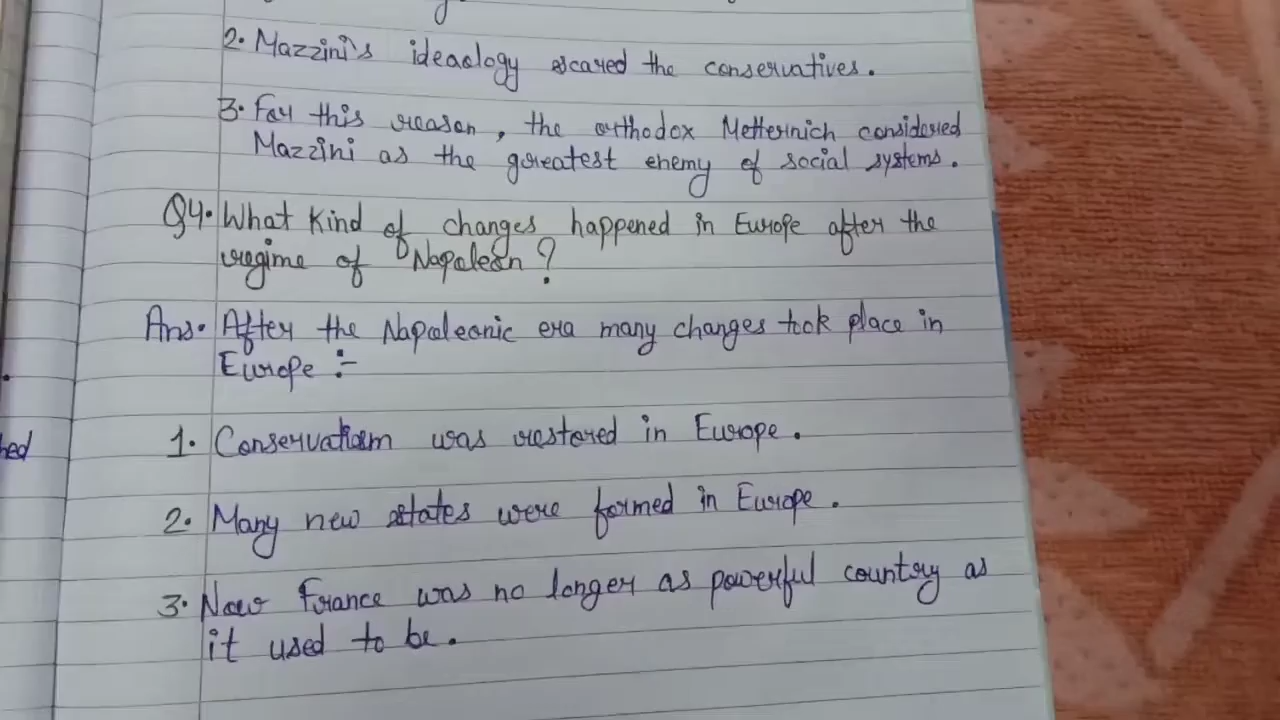 2. Mazzini's ideaology scared the conservatives.
3. For this reason, the orthodox Metternich considered
Mazzini as the greatest enemy of social systems.
Q4. What kind of changes happened in Europe after the
regime of Napoleon?
Ans. After the Napoleonic era many changes took place in
Europe :-
hed
1. Conservatism was restored in Europe.
2. Many new states were formed in Europe.
3. Now France was no longer as powerful country as
it used to be.